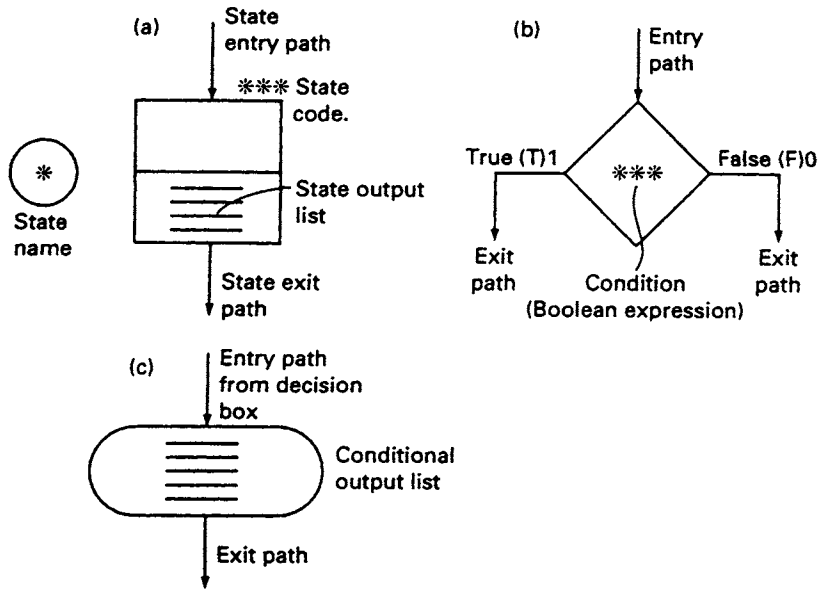 (a)
State
entry path
*** State
code.
*
State
name
State output
list
State exit
path
(b)
Entry
path
True (T)1
False (F)0
***
Exit
path
Condition
(Boolean expression)
Exit
path
(c)
Entry path
from decision
box
Conditional
output list
Exit path